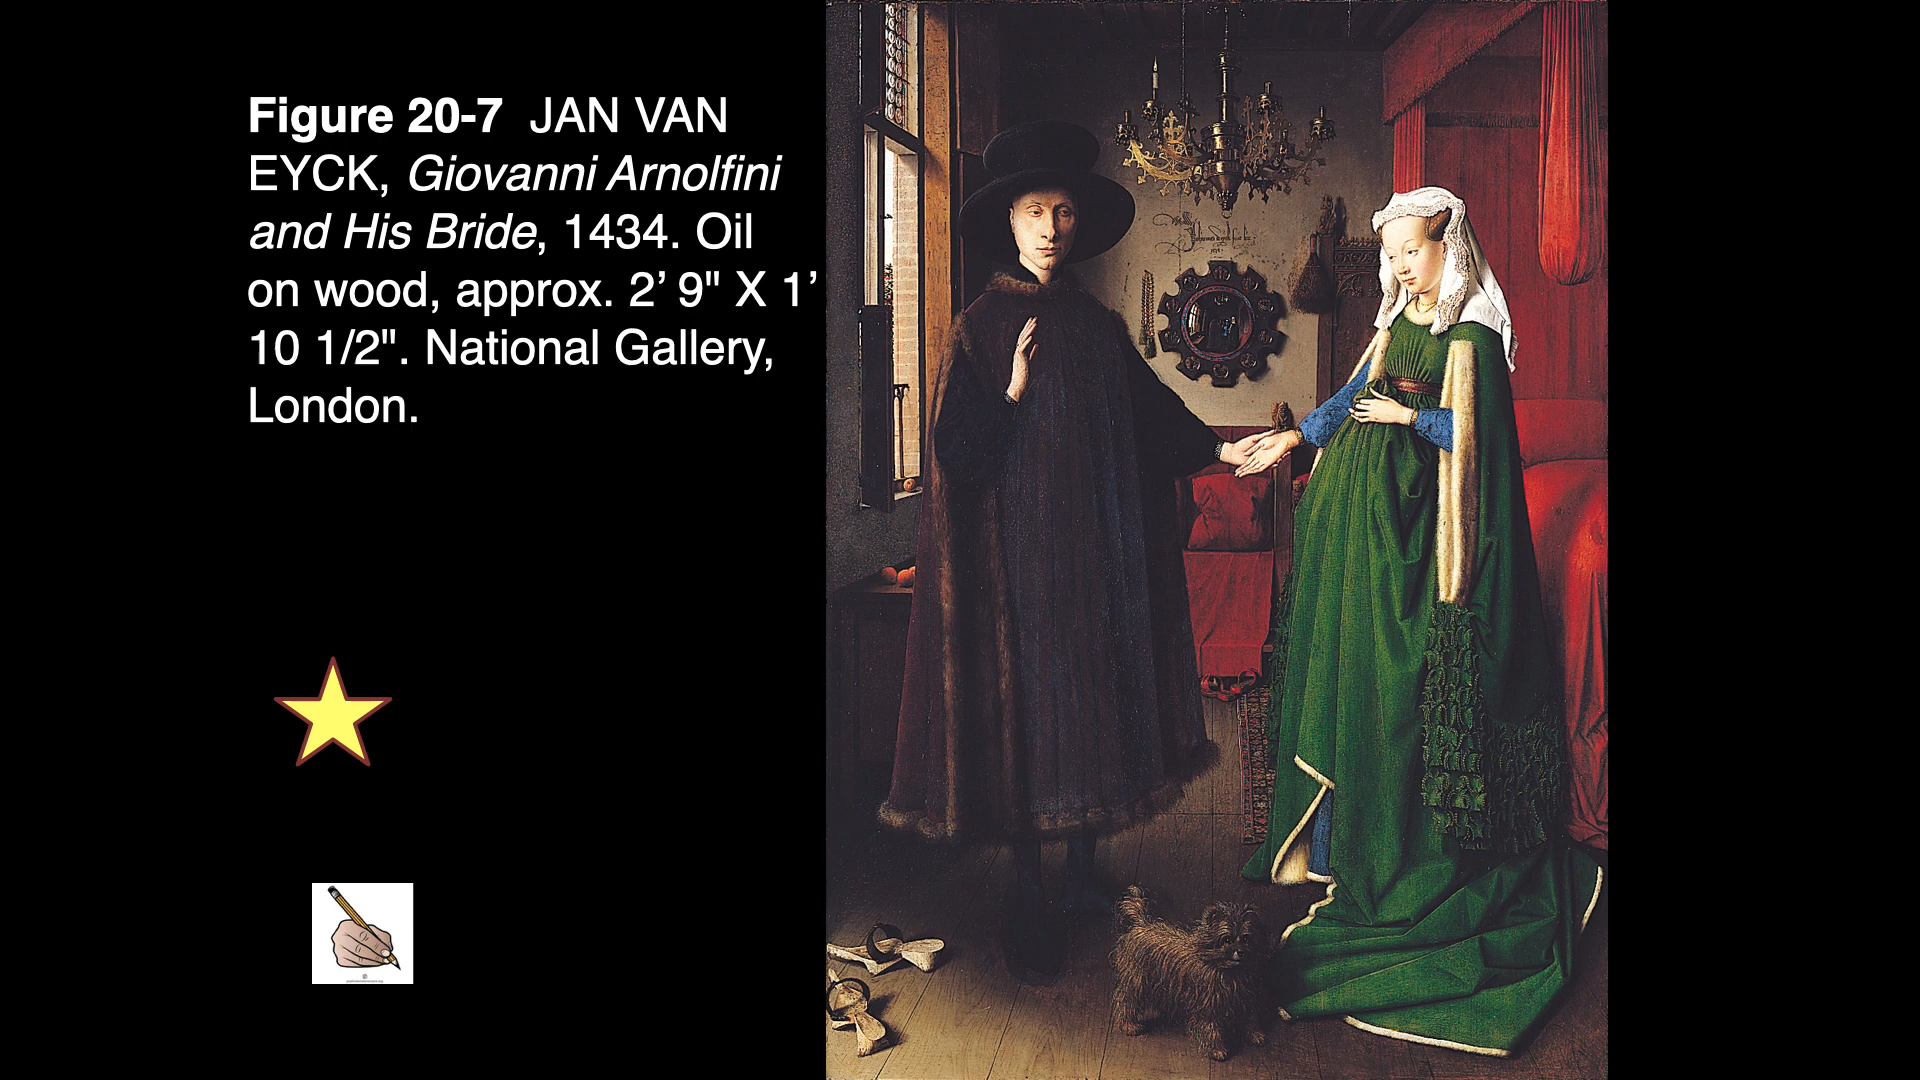 Figure 20-7  JAN VAN
EYCK, Giovanni Arnolfini
and His Bride, 1434. Oil
on wood, approx. 2’ 9" X 1’
10 1/2". National Gallery,
London.